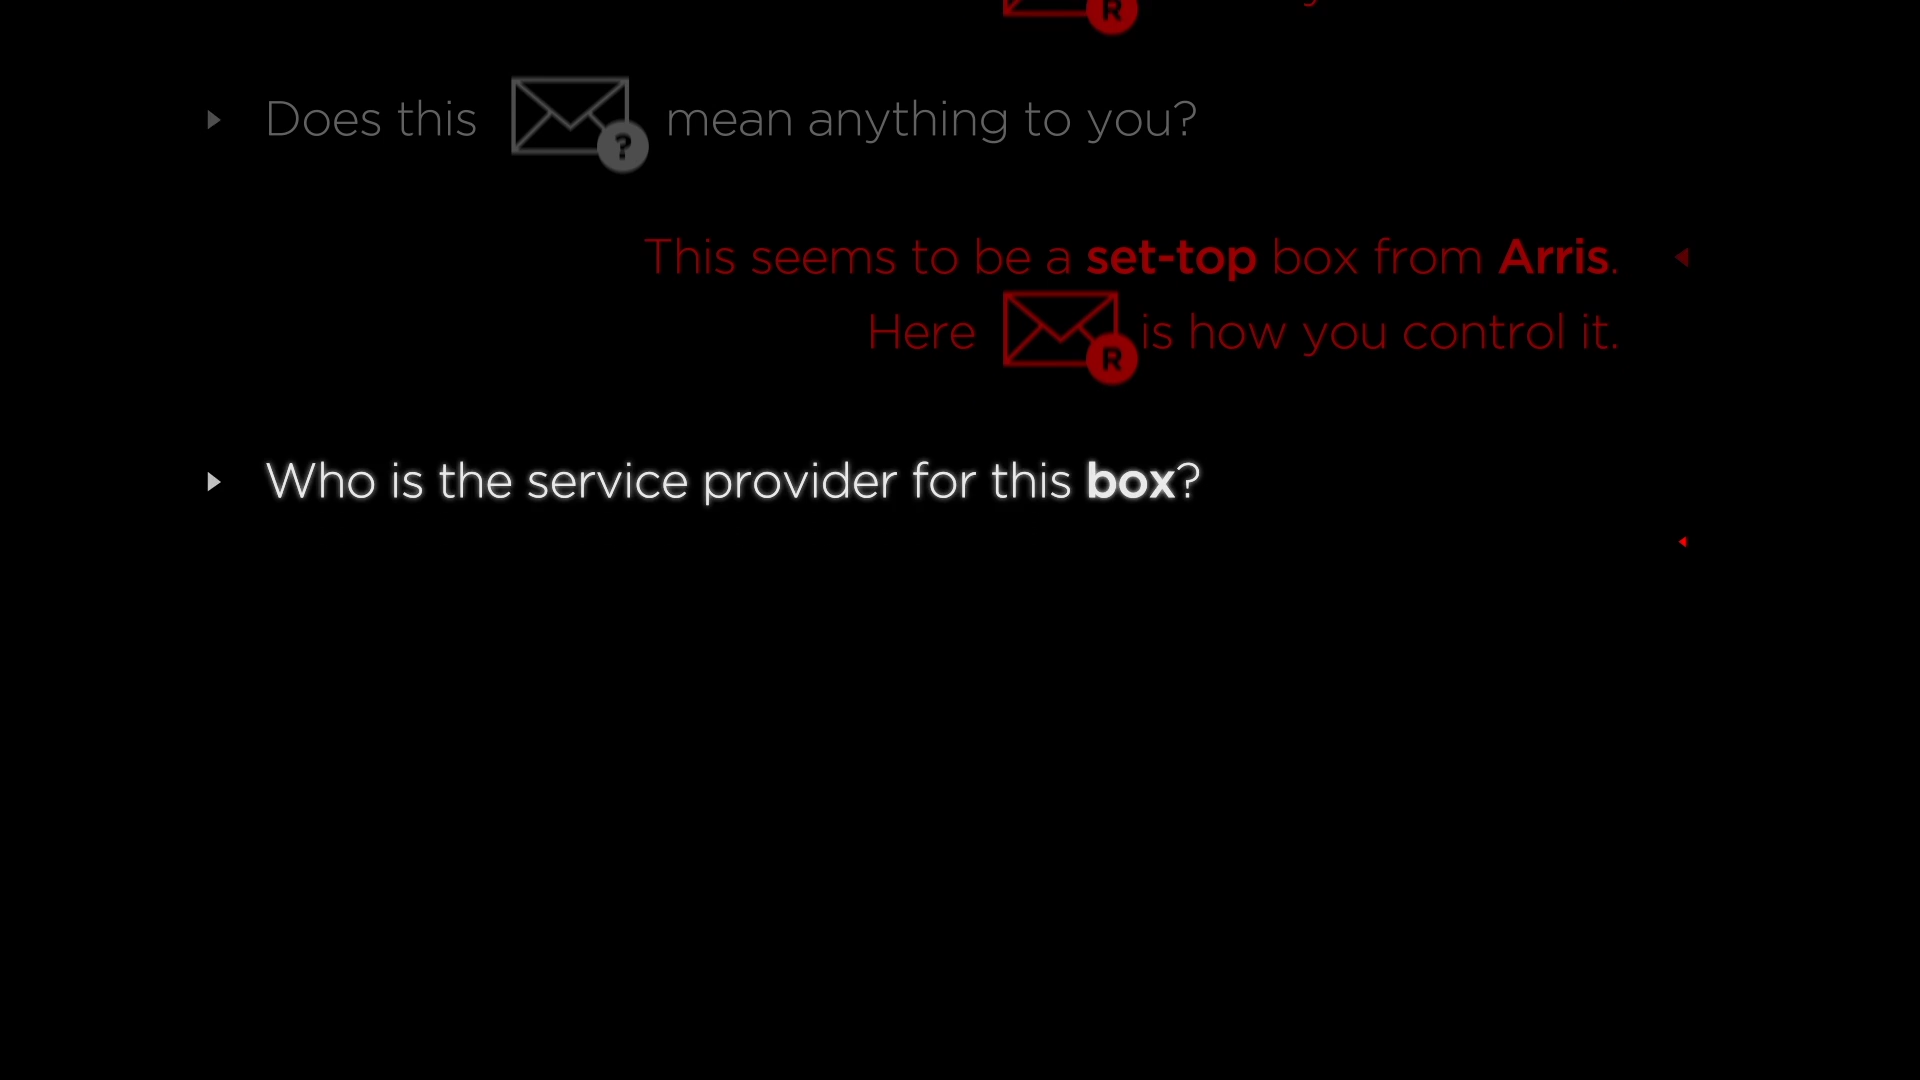 R
Does this ? mean anything to you?
This seems to be a set-top box from Arris.
Here R is how you control it.
Who is the service provider for this box?